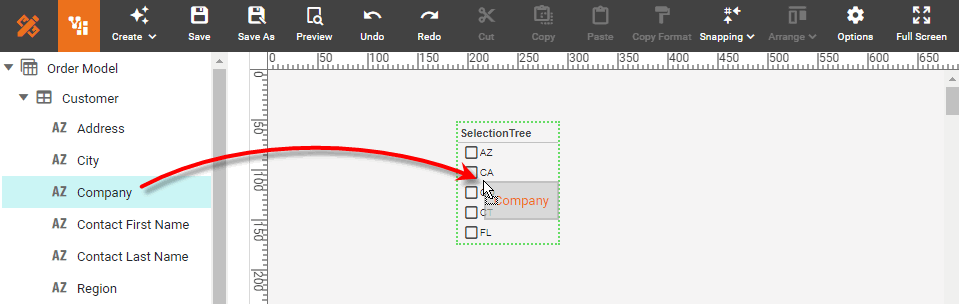 Create Save Save As Preview Undo Redo Cut Copy Paste Copy Format Snapping Arrange Options Full Screen
Order Model
Customer
AZ Address
AZ City
AZ Company
AZ Contact First Name
AZ Contact Last Name
AZ Region
0 50 100 150 200 250 300 350 400 450 500 550 600 650
0
50
100
150
200
SelectionTree
AZ
CA
Company
CT
FL